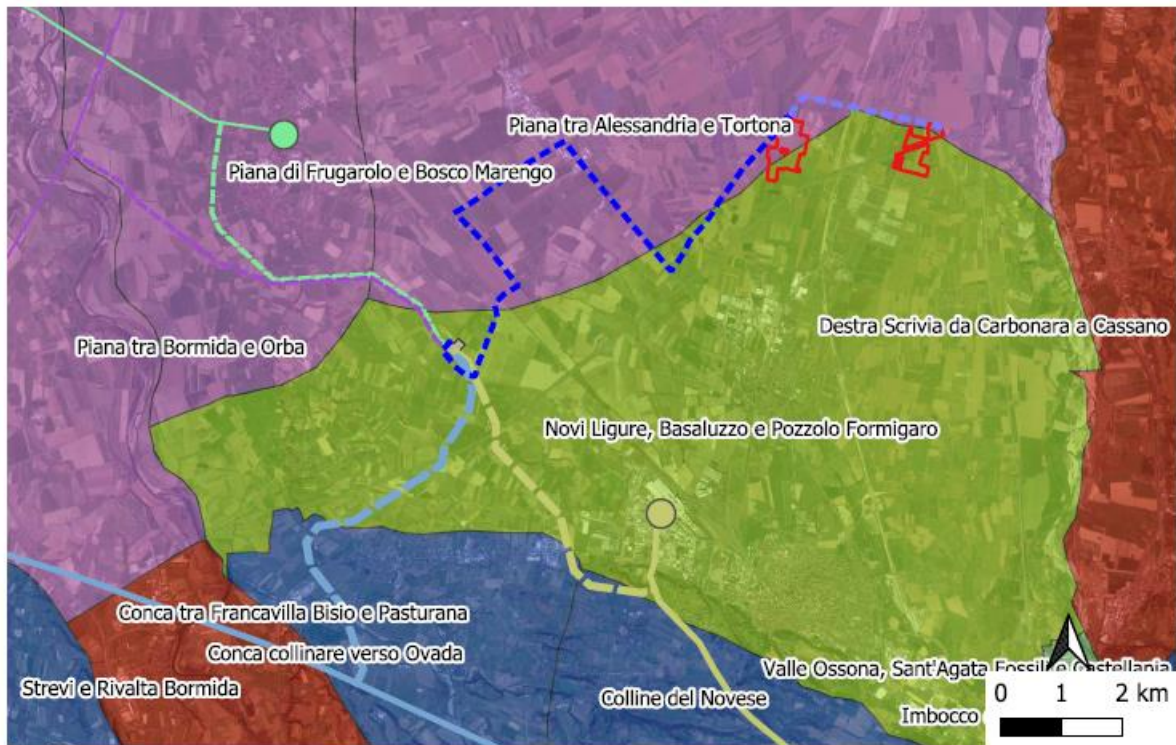 Piana tra Alessandria e Tortona
Piana di Frugarolo e Bosco Marengo
Destra Scrivia da Carbonara a Cassano
Piana tra Bormida e Orba
Novi Ligure, Basaluzzo e Pozzolo Formigaro
Conca tra Francavilla Bisio e Pasturana
Conca collinare verso Ovada
Valle Ossona, Sant'Agata Fossili e Castellania
Strevi e Rivalta Bormida
Colline del Novese
Imbocco
0 1 2 km